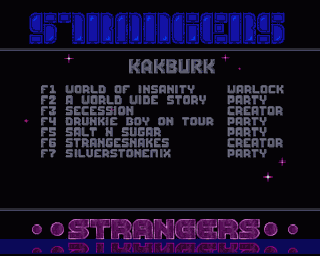 STRANGERS
KAKBURK
F1 WORLD OF INSANITY WARLOCK
F2 A WORLD WIDE STORY PARTY
F3 SECESSION CREATOR
F4 DRUNKIE BOY ON TOUR PARTY
F5 SALT N SUGAR PARTY
F6 STRANGESNAKES CREATOR
F7 SILVERSTONEMIX PARTY
STRANGERS